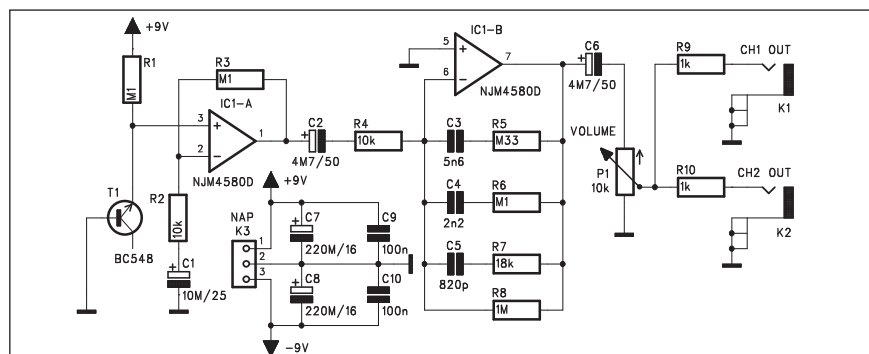 +9V
R1
M1
R3
M1
IC1-A
3
2
1
NJM4580D
T1
BC548
R2
10k
C1
10M/25
C2
4M7/50
R4
10k
IC1-B
5
6
7
NJM4580D
C3
5n6
R5
M33
C4
2n2
R6
M1
C5
820p
R7
18k
R8
1M
C6
4M7/50
VOLUME
P1
10k
R9
1k
CH1 OUT
K1
R10
1k
CH2 OUT
K2
NAP
K3
1
2
3
+9V
C7
220M/16
C9
100n
C8
220M/16
C10
100n
-9V